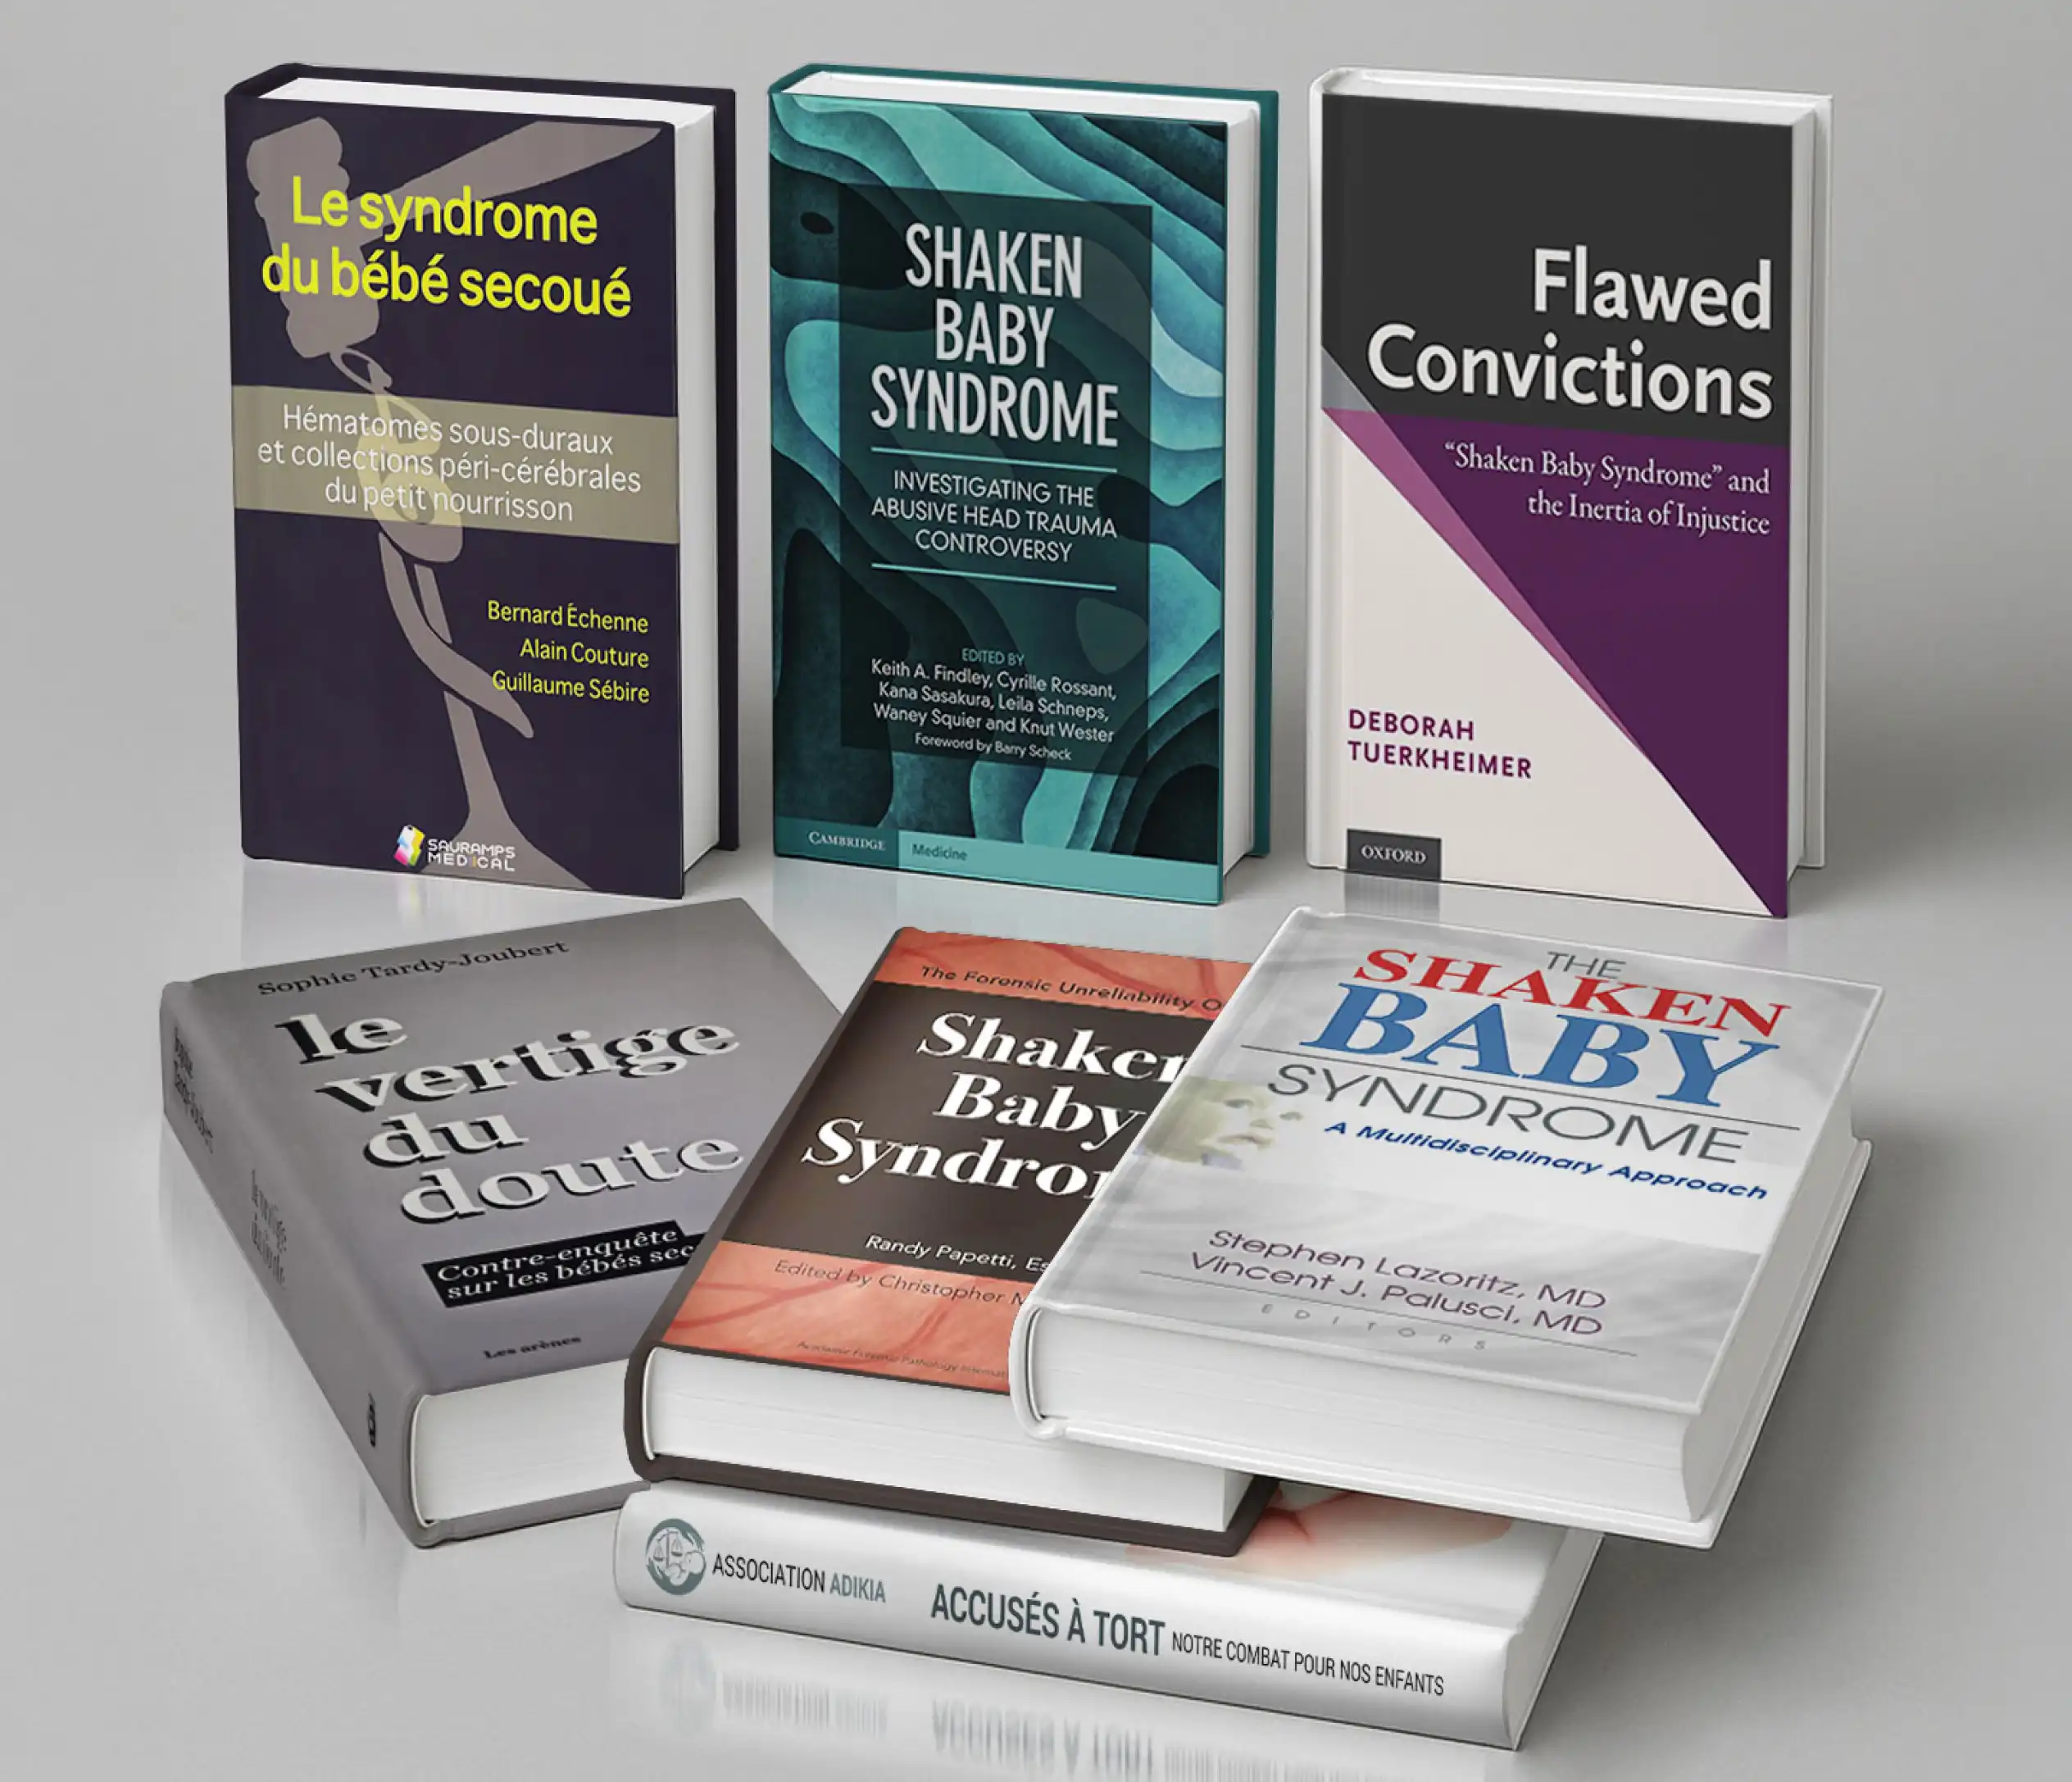 Le syndrome
du bébé secoué
Hématomes sous-duraux
et collections péri-cérébrales
du petit nourrisson
Bernard Échenne
Alain Couture
Guillaume Sébire
SAURAMPS
MEDICAL
SHAKEN
BABY
SYNDROME
INVESTIGATING THE
ABUSIVE HEAD TRAUMA
CONTROVERSY
EDITED BY
Keith A. Findley, Cyrille Rossant,
Kana Sasakura, Leila Schneps,
Waney Squier and Knut Wester
Foreword by Barry Scheck
CAMBRIDGE
Medicine
Flawed
Convictions
“Shaken Baby Syndrome” and
the Inertia of Injustice
DEBORAH
TUERKHEIMER
OXFORD
Sophie Tardy-Joubert
le
vertige
du
doute
Contre-enquête
sur les bébés sec
Les arènes
The Forensic Unreliability O
Shaken
Baby
Syndro
Randy Papetti, Es
Edited by Christopher M
Academic Forensic Pathology Internat
THE
SHAKEN
BABY
SYNDROME
A Multidisciplinary Approach
Stephen Lazoritz, MD
Vincent J. Palusci, MD
EDITORS
ASSOCIATION ADIKIA
ACCUSÉS À TORT NOTRE COMBAT POUR NOS ENFANTS